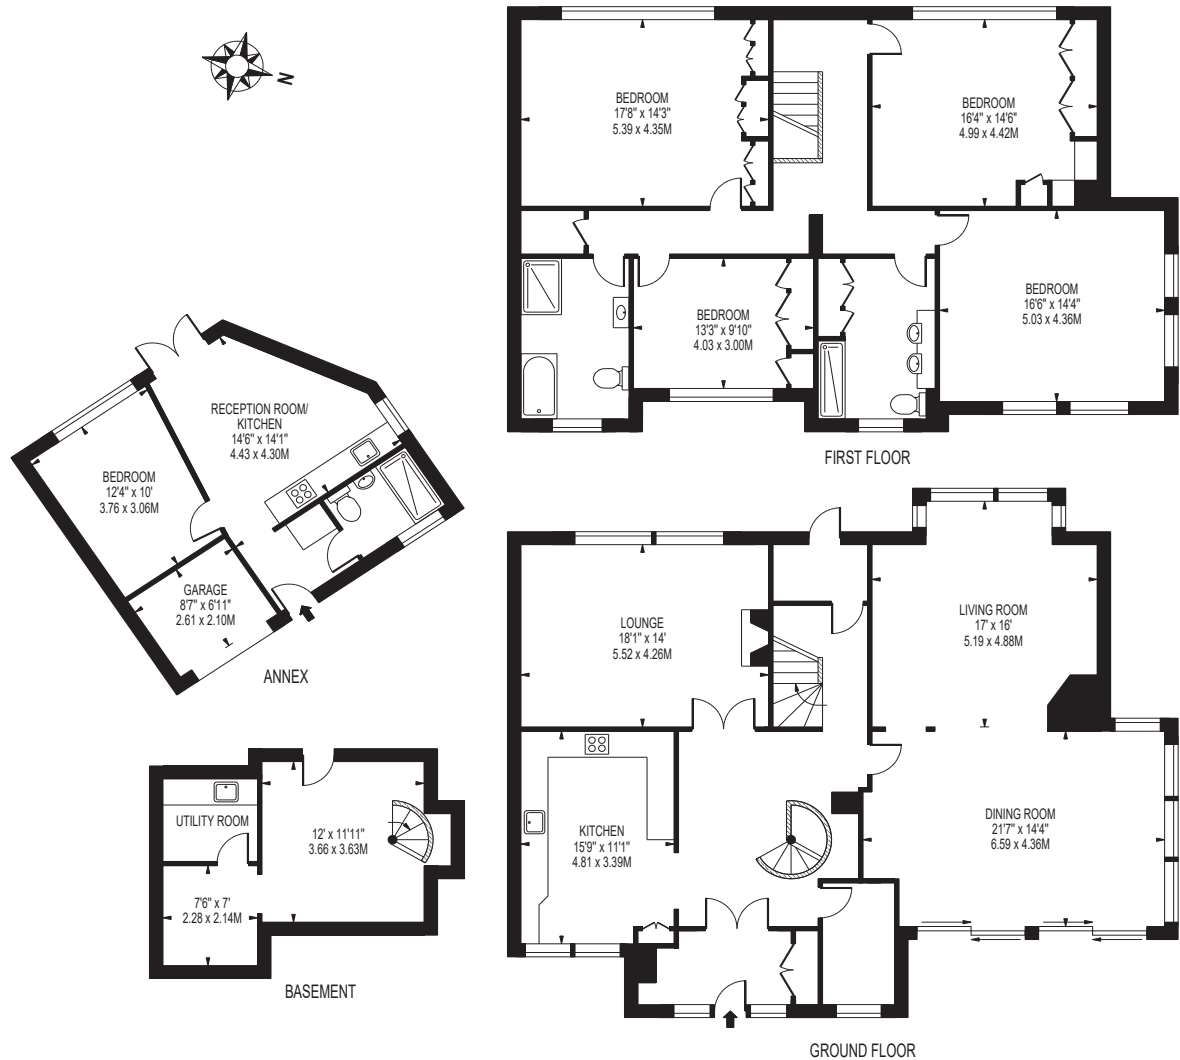 N
BEDROOM
17'8" x 14'3"
5.39 x 4.35M
BEDROOM
16'4" x 14'6"
4.99 x 4.42M
BEDROOM
13'3" x 9'10"
4.03 x 3.00M
BEDROOM
16'6" x 14'4"
5.03 x 4.36M
FIRST FLOOR
RECEPTION ROOM/
KITCHEN
14'6" x 14'1"
4.43 x 4.30M
BEDROOM
12'4" x 10'
3.76 x 3.06M
GARAGE
8'7" x 6'11"
2.61 x 2.10M
ANNEX
LOUNGE
18'1" x 14'
5.52 x 4.26M
LIVING ROOM
17' x 16'
5.19 x 4.88M
KITCHEN
15'9" x 11'1"
4.81 x 3.39M
DINING ROOM
21'7" x 14'4"
6.59 x 4.36M
GROUND FLOOR
UTILITY ROOM
12' x 11'11"
3.66 x 3.63M
7'6" x 7'
2.28 x 2.14M
BASEMENT